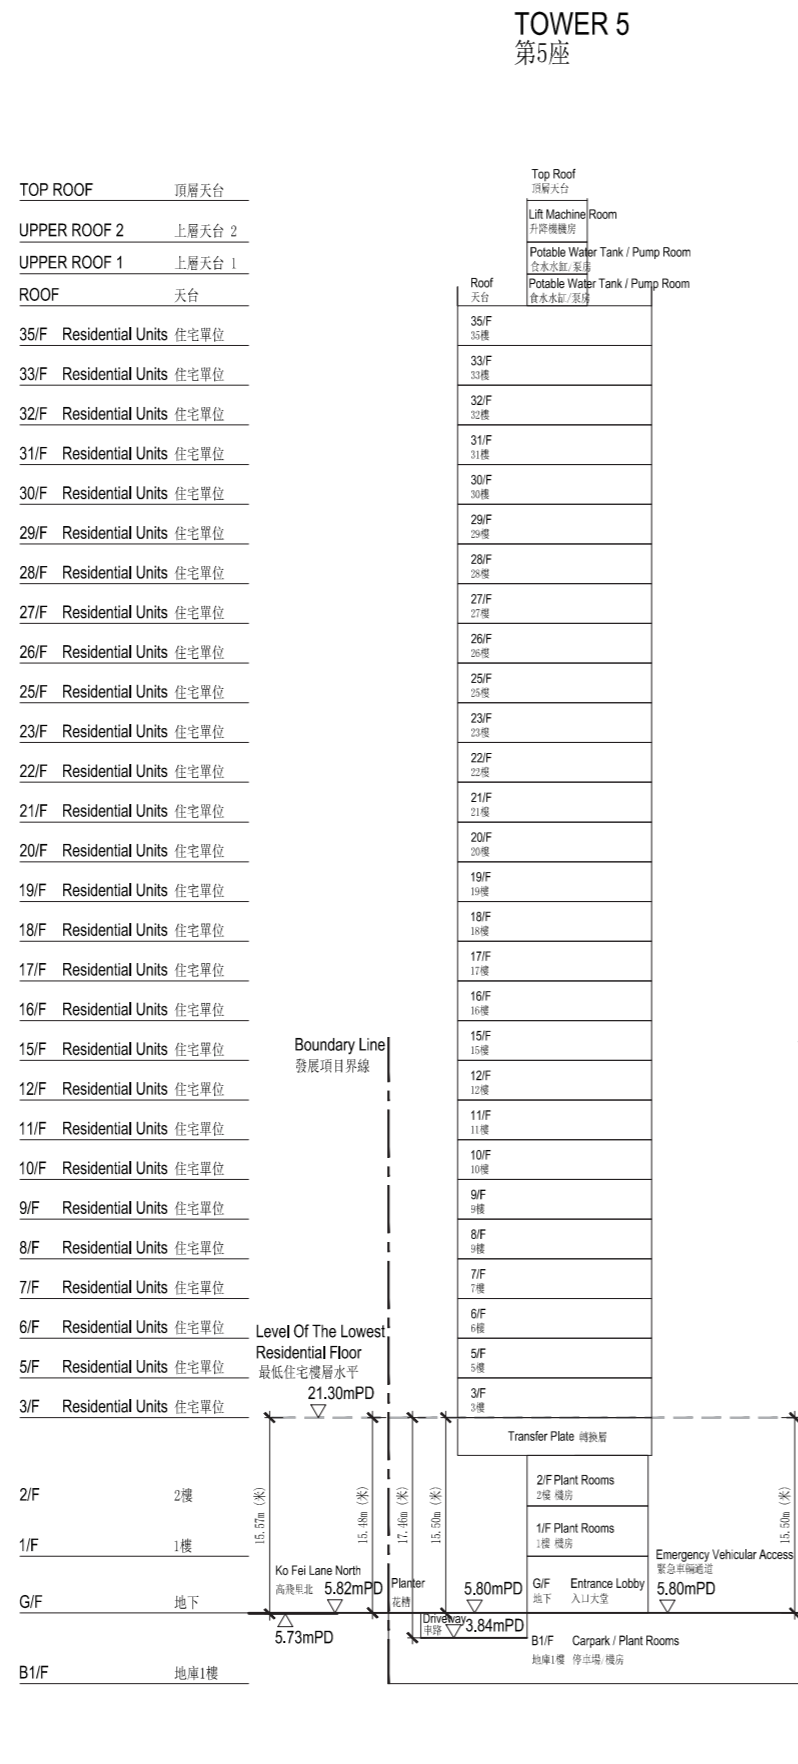 TOWER 5
第5座
TOP ROOF 頂層天台
UPPER ROOF 2 上層天台 2
UPPER ROOF 1 上層天台 1
ROOF 天台
35/F Residential Units 住宅單位
33/F Residential Units 住宅單位
32/F Residential Units 住宅單位
31/F Residential Units 住宅單位
30/F Residential Units 住宅單位
29/F Residential Units 住宅單位
28/F Residential Units 住宅單位
27/F Residential Units 住宅單位
26/F Residential Units 住宅單位
25/F Residential Units 住宅單位
23/F Residential Units 住宅單位
22/F Residential Units 住宅單位
21/F Residential Units 住宅單位
20/F Residential Units 住宅單位
19/F Residential Units 住宅單位
18/F Residential Units 住宅單位
17/F Residential Units 住宅單位
16/F Residential Units 住宅單位
15/F Residential Units 住宅單位
12/F Residential Units 住宅單位
11/F Residential Units 住宅單位
10/F Residential Units 住宅單位
9/F Residential Units 住宅單位
8/F Residential Units 住宅單位
7/F Residential Units 住宅單位
6/F Residential Units 住宅單位
5/F Residential Units 住宅單位
3/F Residential Units 住宅單位
2/F 2樓
1/F 1樓
G/F 地下
B1/F 地庫1樓
Top Roof
頂層天台
Lift Machine Room
升降機機房
Potable Water Tank / Pump Room
食水水缸/泵房
Roof
天台
Potable Water Tank / Pump Room
食水水缸/泵房
35/F
35樓
33/F
33樓
32/F
32樓
31/F
31樓
30/F
30樓
29/F
29樓
28/F
28樓
27/F
27樓
26/F
26樓
25/F
25樓
23/F
23樓
22/F
22樓
21/F
21樓
20/F
20樓
19/F
19樓
18/F
18樓
17/F
17樓
16/F
16樓
15/F
15樓
12/F
12樓
11/F
11樓
10/F
10樓
9/F
9樓
8/F
9樓
7/F
7樓
6/F
6樓
5/F
5樓
3/F
3樓
Boundary Line
發展項目界線
Level Of The Lowest
Residential Floor
最低住宅樓層水平
21.30mPD
Transfer Plate 轉換層
15.57m (米)
15.48m (米)
17.46m (米)
15.50m (米)
15.50m (米)
2/F Plant Rooms
2樓 機房
1/F Plant Rooms
1樓 機房
Emergency Vehicular Access
緊急車輛通道
5.80mPD
Ko Fei Lane North
高飛里北
5.82mPD
Planter
花槽
5.80mPD
G/F Entrance Lobby
地下 入口大堂
5.73mPD
Driveway
車路
3.84mPD
B1/F Carpark / Plant Rooms
地庫1樓 停車場/機房